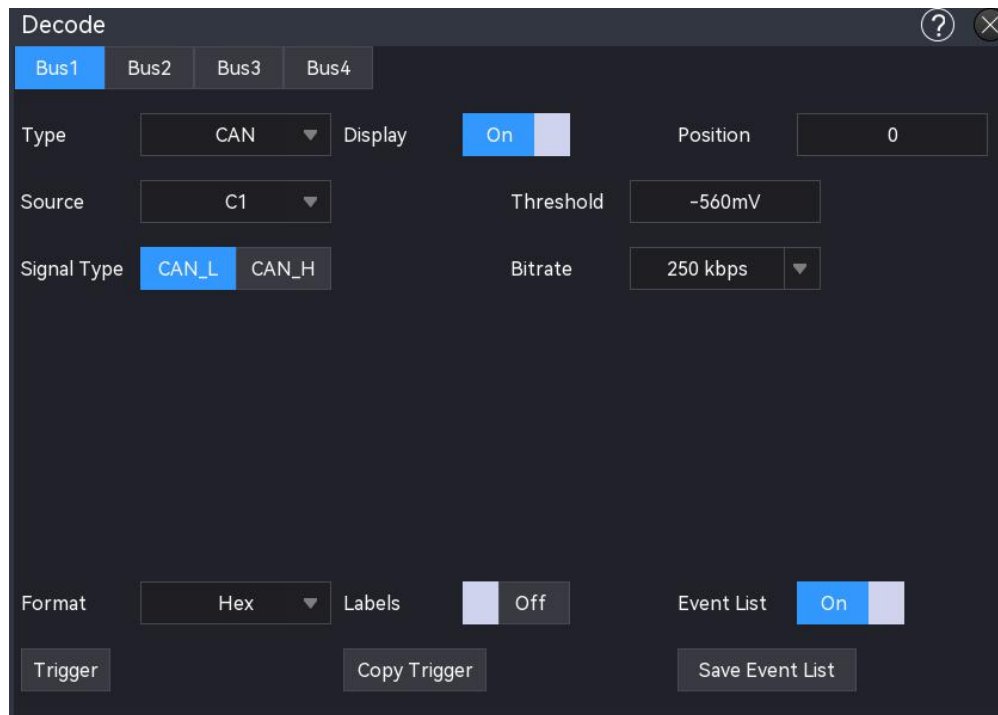 Decode ?
Bus1 Bus2 Bus3 Bus4
Type CAN Display On Position 0
Source C1 Threshold -560mV
Signal Type CAN_L CAN_H Bitrate 250 kbps
Format Hex Labels Off Event List On
Trigger Copy Trigger Save Event List